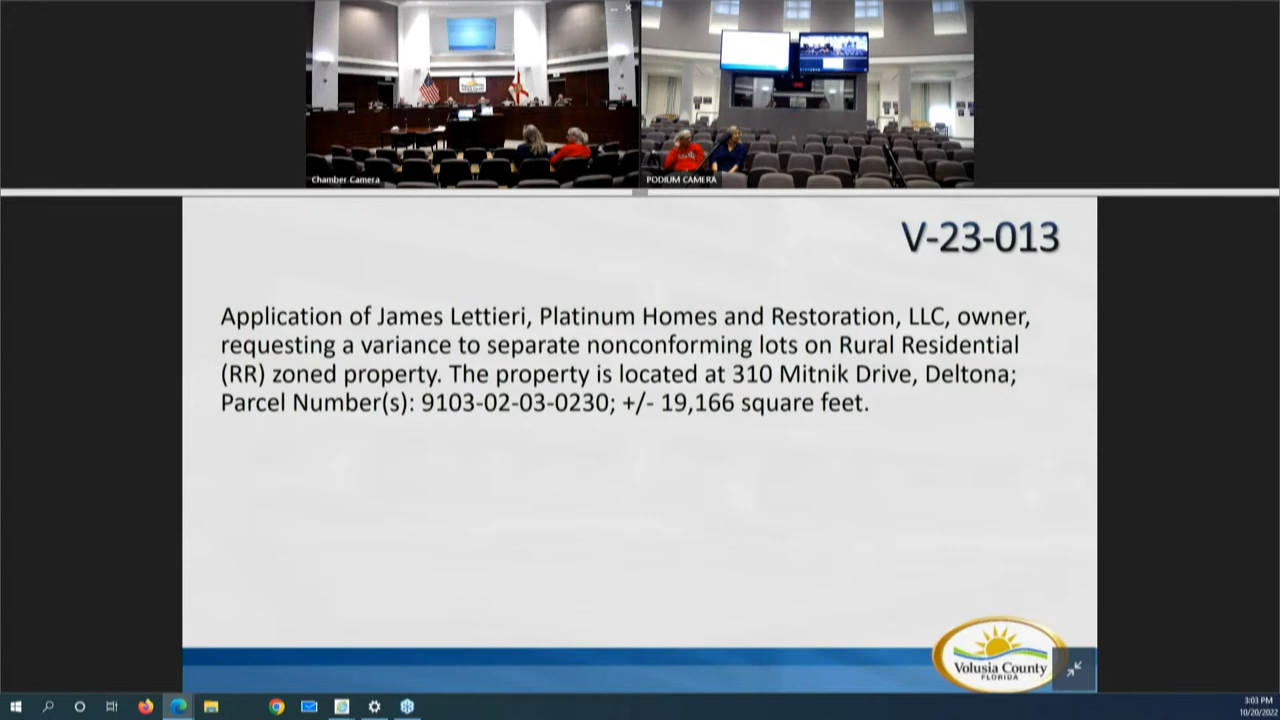 Chamber Camera
PODIUM CAMERA
V-23-013
Application of James Lettieri, Platinum Homes and Restoration, LLC, owner,
requesting a variance to separate nonconforming lots on Rural Residential
(RR) zoned property. The property is located at 310 Mitnik Drive, Deltona;
Parcel Number(s): 9103-02-03-0230; +/- 19,166 square feet.
Volusia County
FLORIDA
3:03 PM
10/20/2022